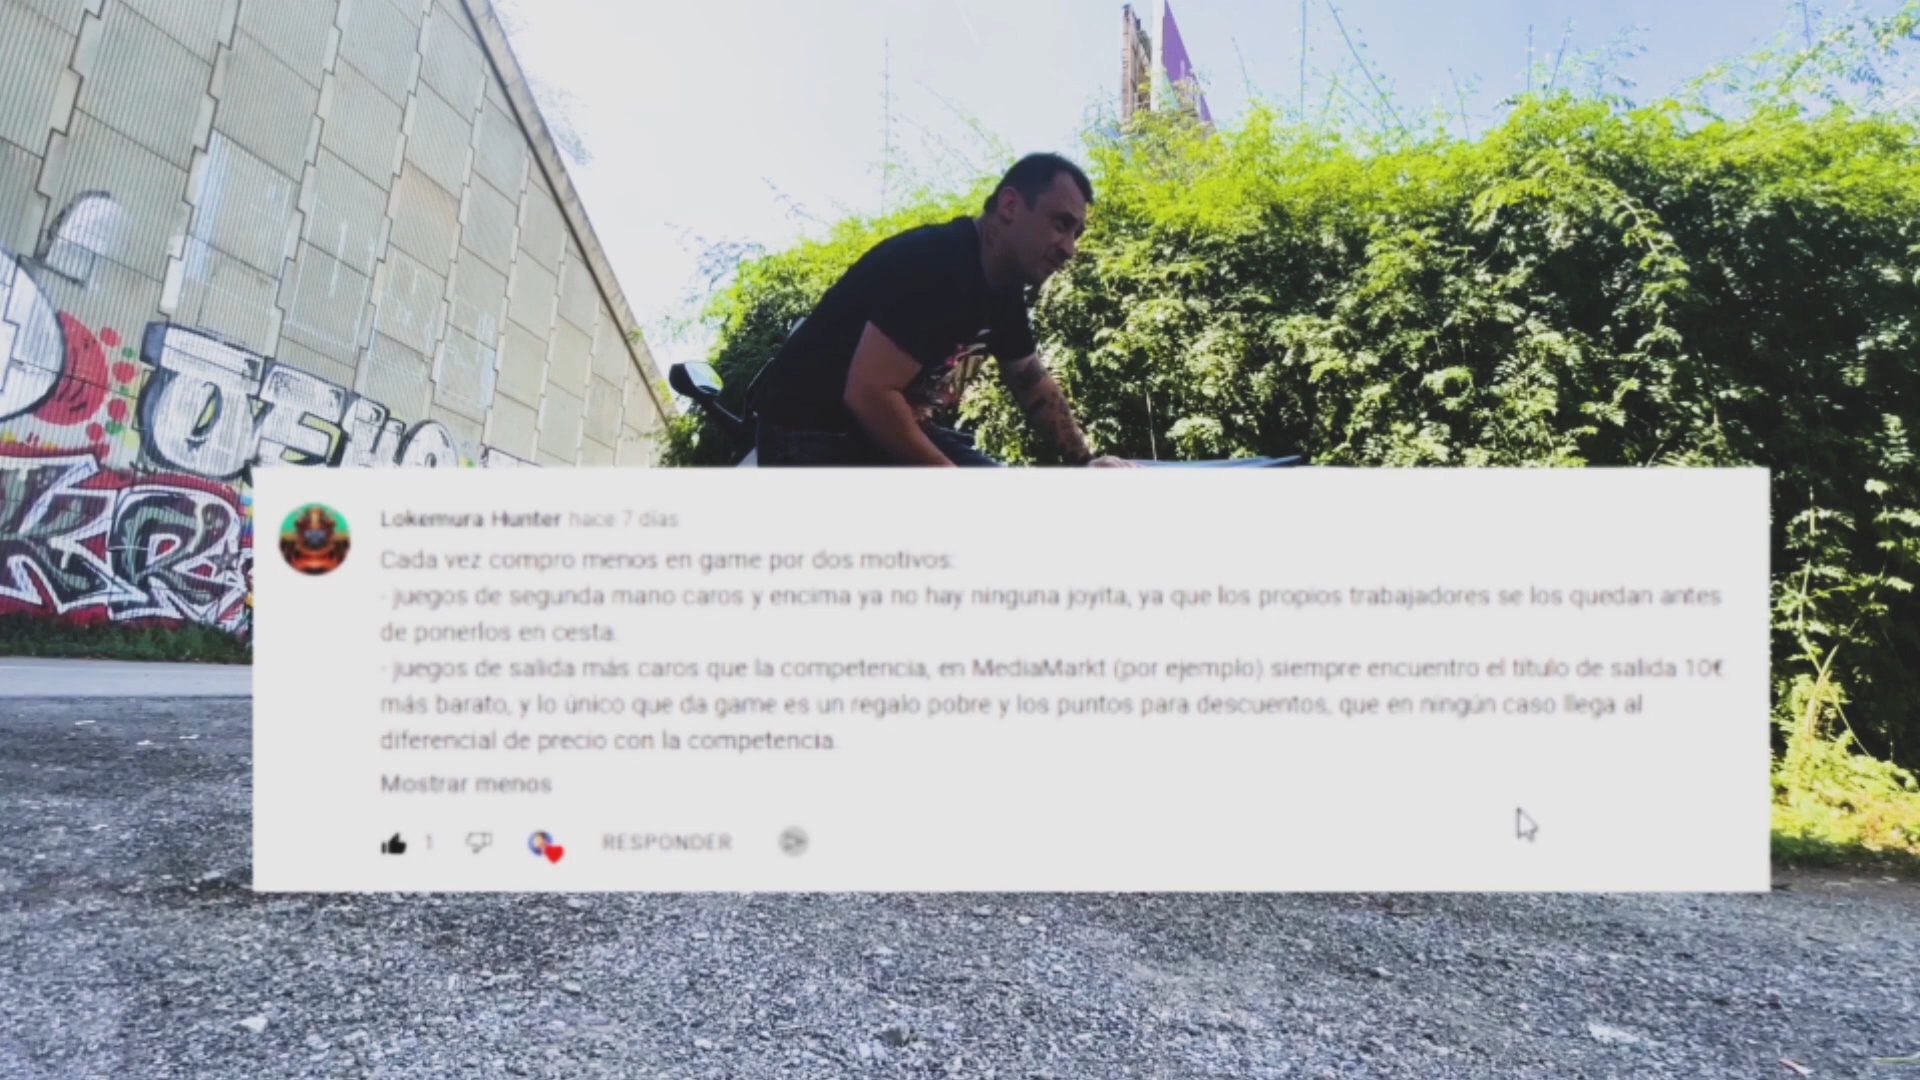 Lokemura Hunter hace 7 días
Cada vez compro menos en game por dos motivos:
- juegos de segunda mano caros y encima ya no hay ninguna joyita, ya que los propios trabajadores se los quedan antes
de ponerlos en cesta.
- juegos de salida más caros que la competencia, en MediaMarkt (por ejemplo) siempre encuentro el título de salida 10€
más barato, y lo único que da game es un regalo pobre y los puntos para descuentos, que en ningún caso llega al
diferencial de precio con la competencia.
Mostrar menos
1 RESPONDER